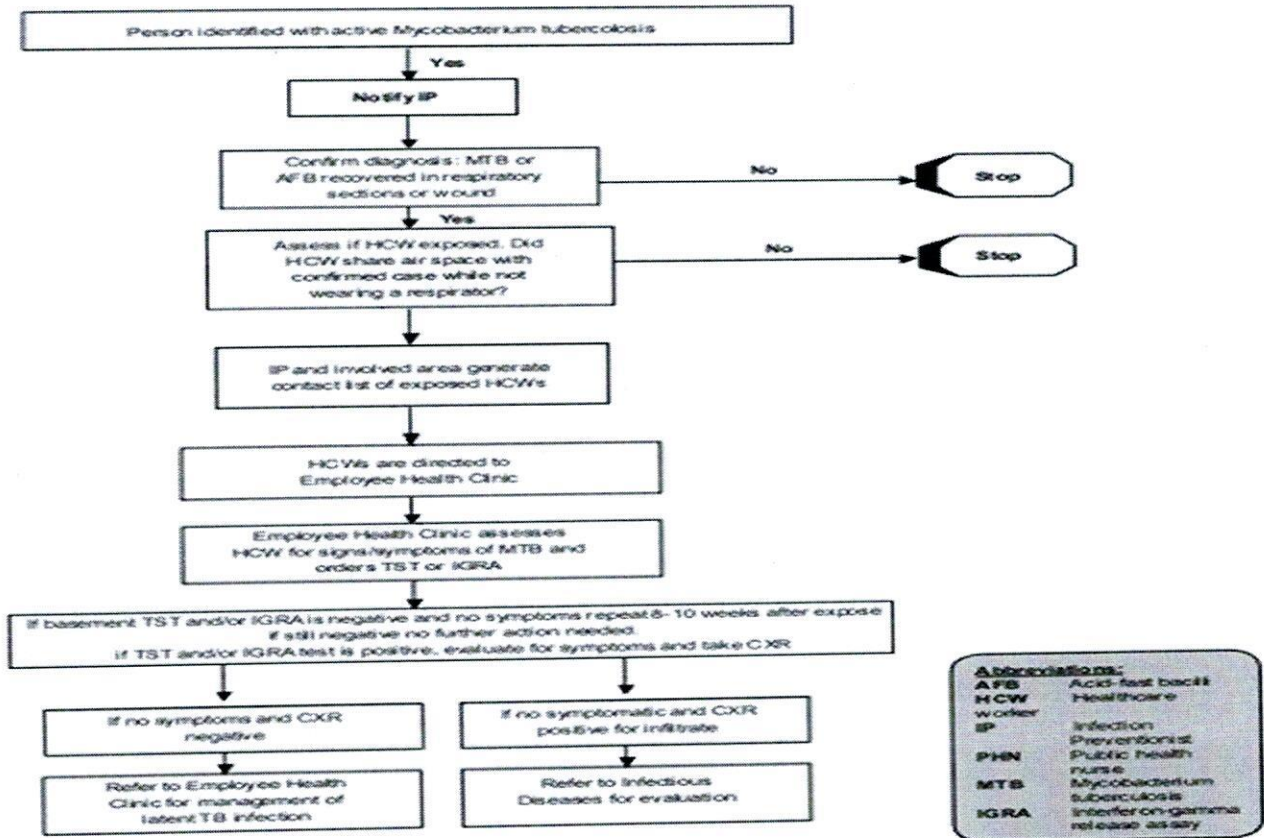 Person identified with active Mycobacterium tubercolosis
Yes
Notify IP
Confirm diagnosis: MTB or
AFB recovered in respiratory
sections or wound
No
Stop
Yes
Assess if HCW exposed. Did
HCW share air space with
confirmed case while not
wearing a respirator?
No
Stop
IP and involved area generate
contact list of exposed HCWs
HCWs are directed to
Employee Health Clinic
Employee Health Clinic assesses
HCW for signs/symptoms of MTB and
orders TST or IGRA
If basement TST and/or IGRA is negative and no symptoms repeat 8-10 weeks after expose
if still negative no further action needed.
if TST and/or IGRA test is positive, evaluate for symptoms and take CXR
If no symptoms and CXR
negative
If no symptomatic and CXR
positive for infiltrate
Refer to Employee Health
Clinic for management of
latent TB infection
Refer to Infectious
Diseases for evaluation
Abbreviations:
AFB Acid-fast bacilli
HCW Healthcare
worker
IP Infection
Preventionist
PHN Public health
nurse
MTB Mycobacterium
tuberculosis
IGRA Interferon-gamma
release assay